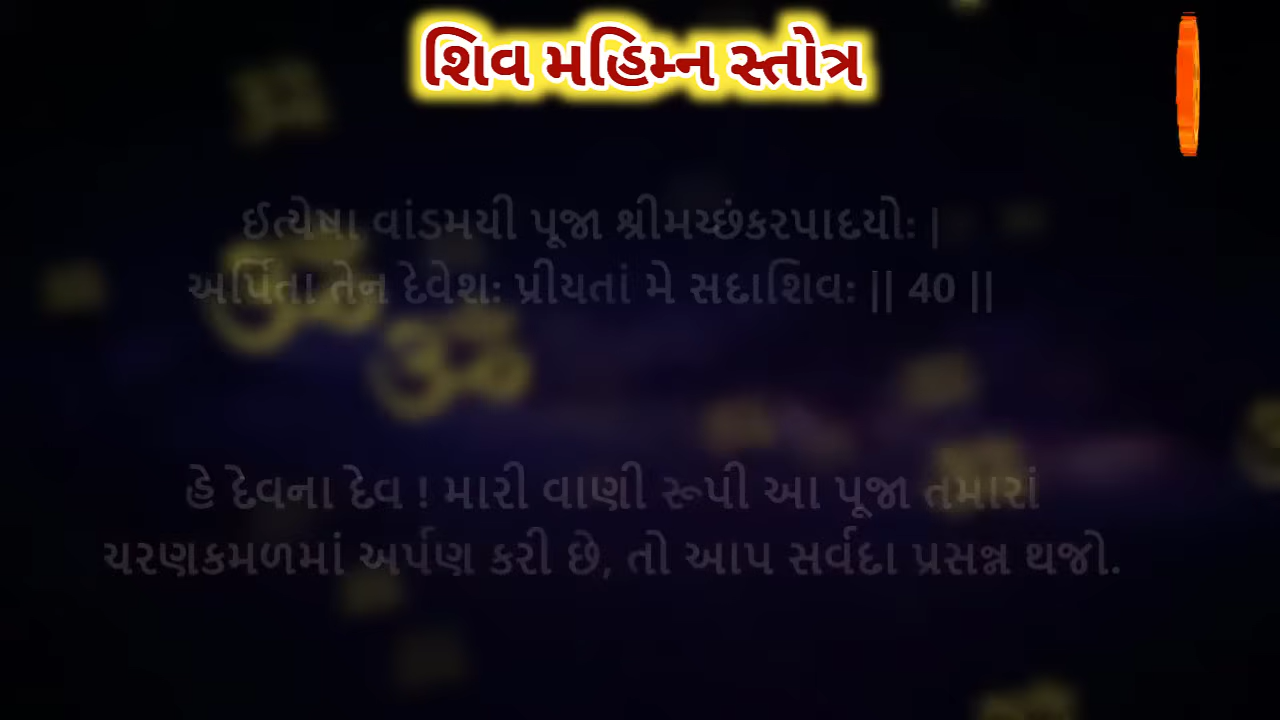 શિવ મહિમ્ન સ્તોત્ર
ઈત્યેષા વાંડમયી પૂજા શ્રીમચ્છંકરપાદયોઃ |
અર્પિતા તેન દેવેશઃ પ્રીયતાં મે સદાશિવઃ || 40 ||
હે દેવના દેવ ! મારી વાણી રૂપી આ પૂજા તમારાં
ચરણકમળમાં અર્પણ કરી છે, તો આપ સર્વદા પ્રસન્ન થજો.